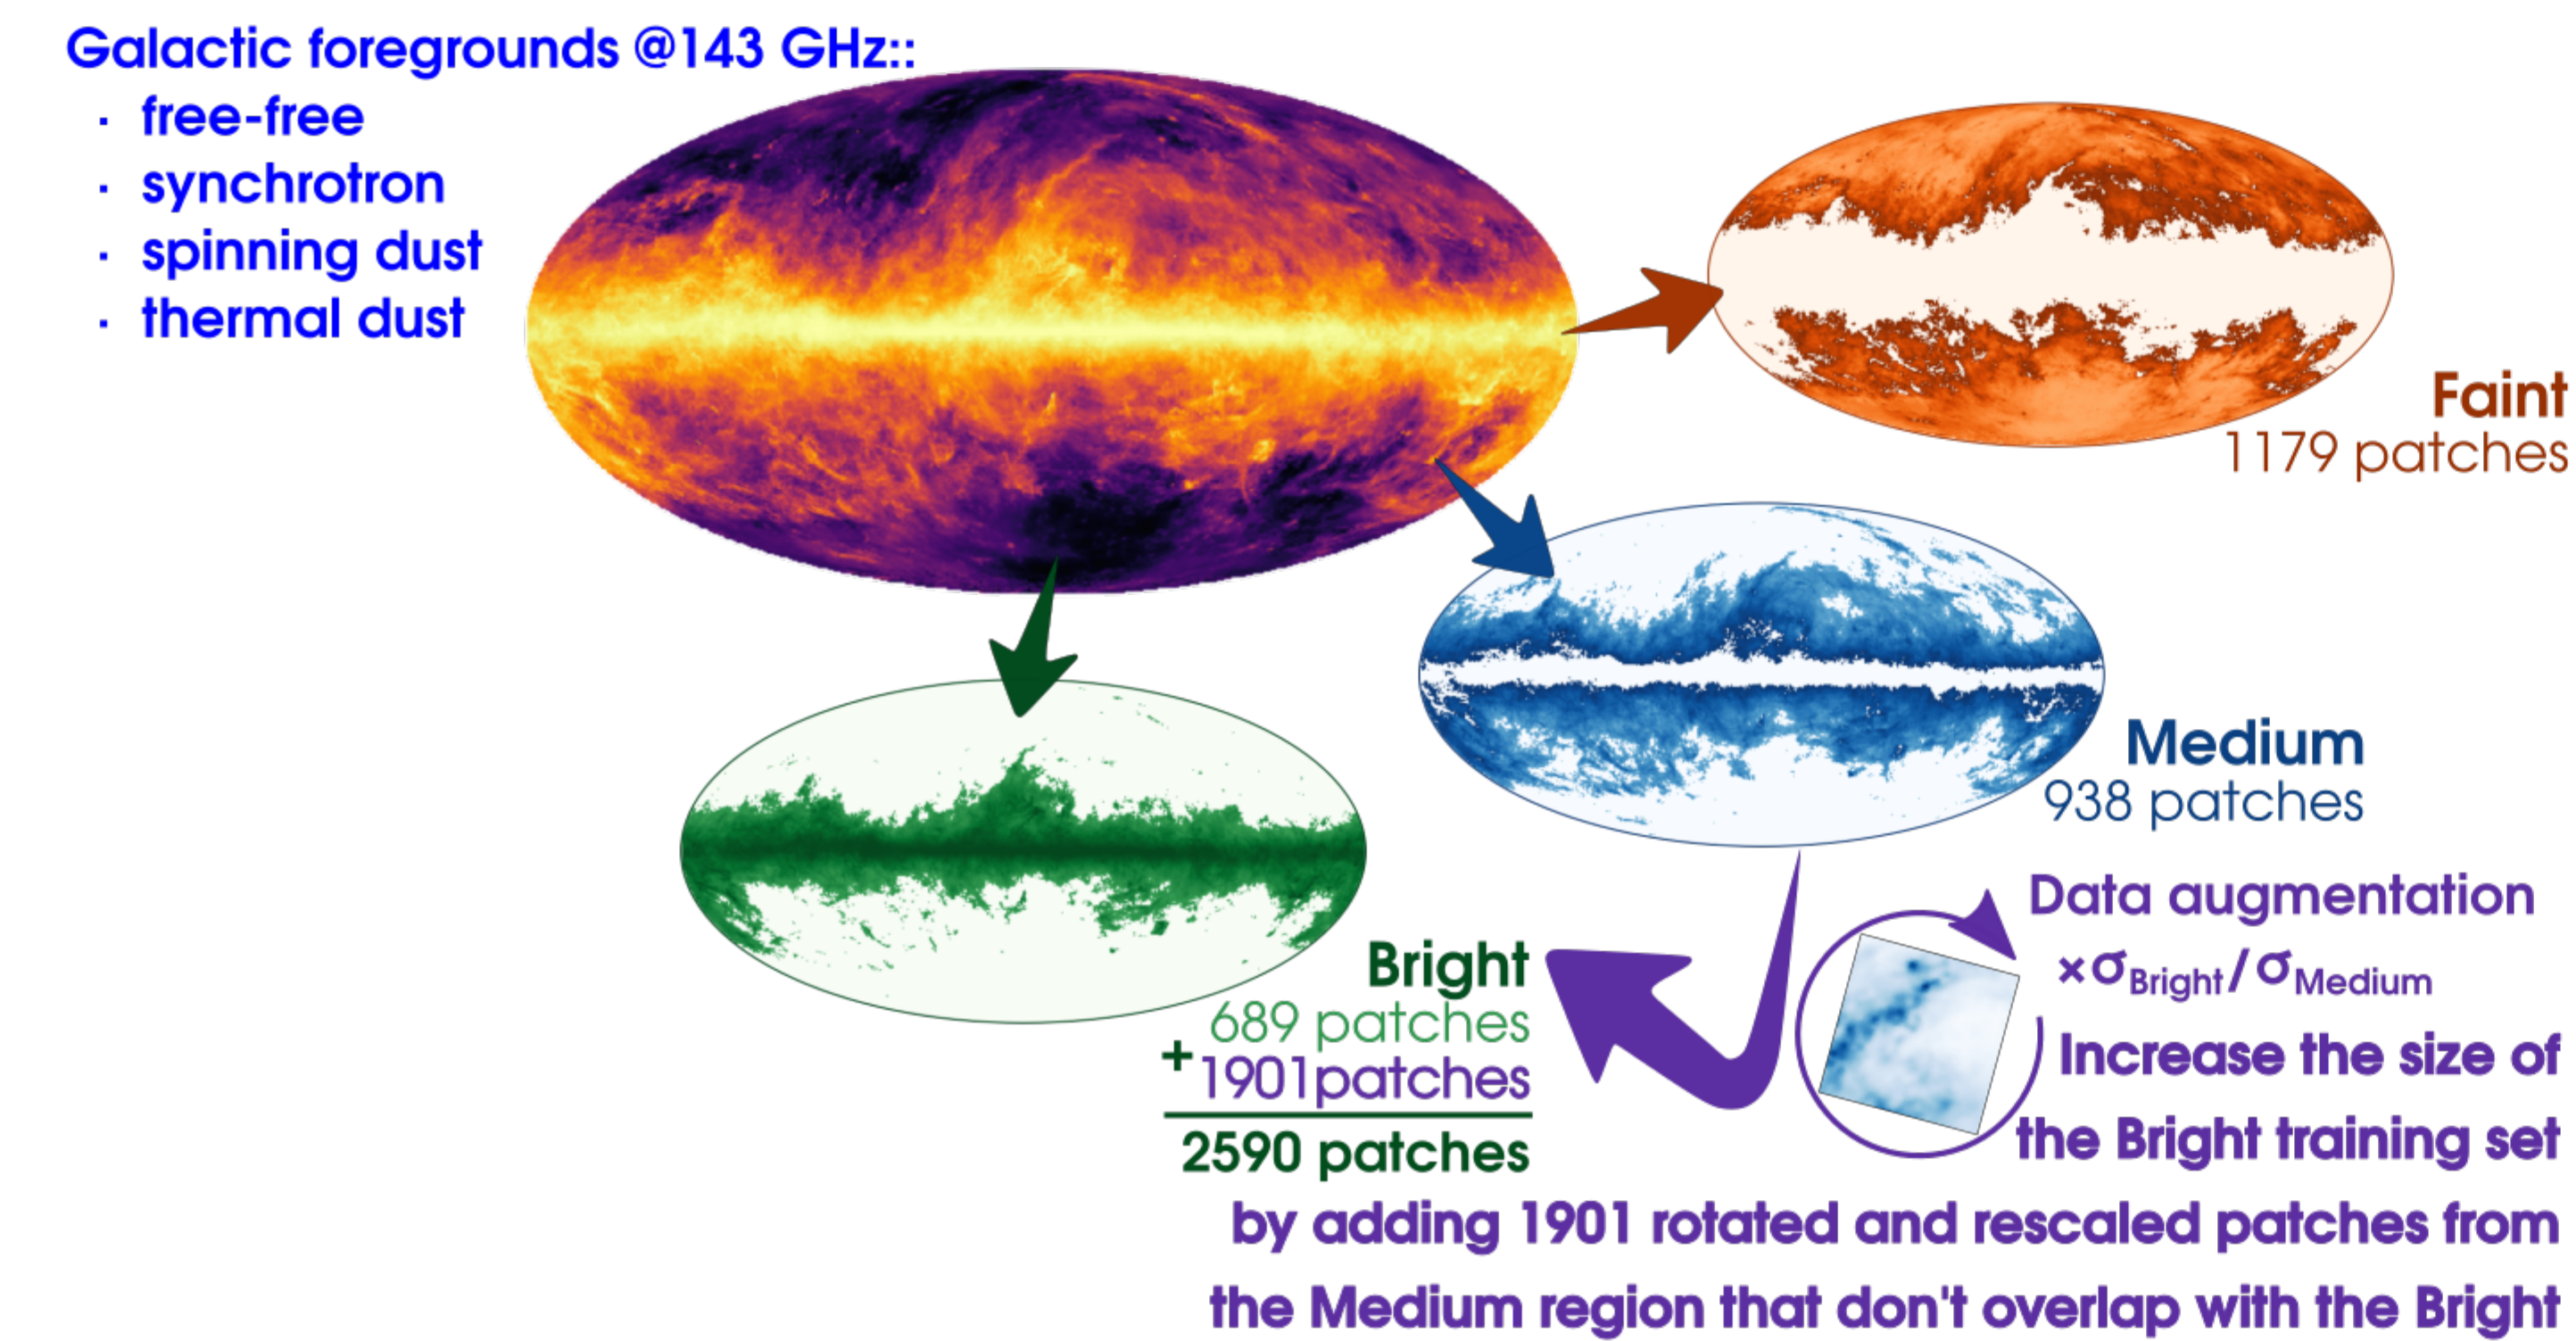 Galactic foregrounds @143 GHz::
· free-free
· synchrotron
· spinning dust
· thermal dust
Faint
1179 patches
Medium
938 patches
Bright
689 patches
+1901patches
2590 patches
Data augmentation
×σBright/σMedium
Increase the size of
the Bright training set
by adding 1901 rotated and rescaled patches from
the Medium region that don't overlap with the Bright